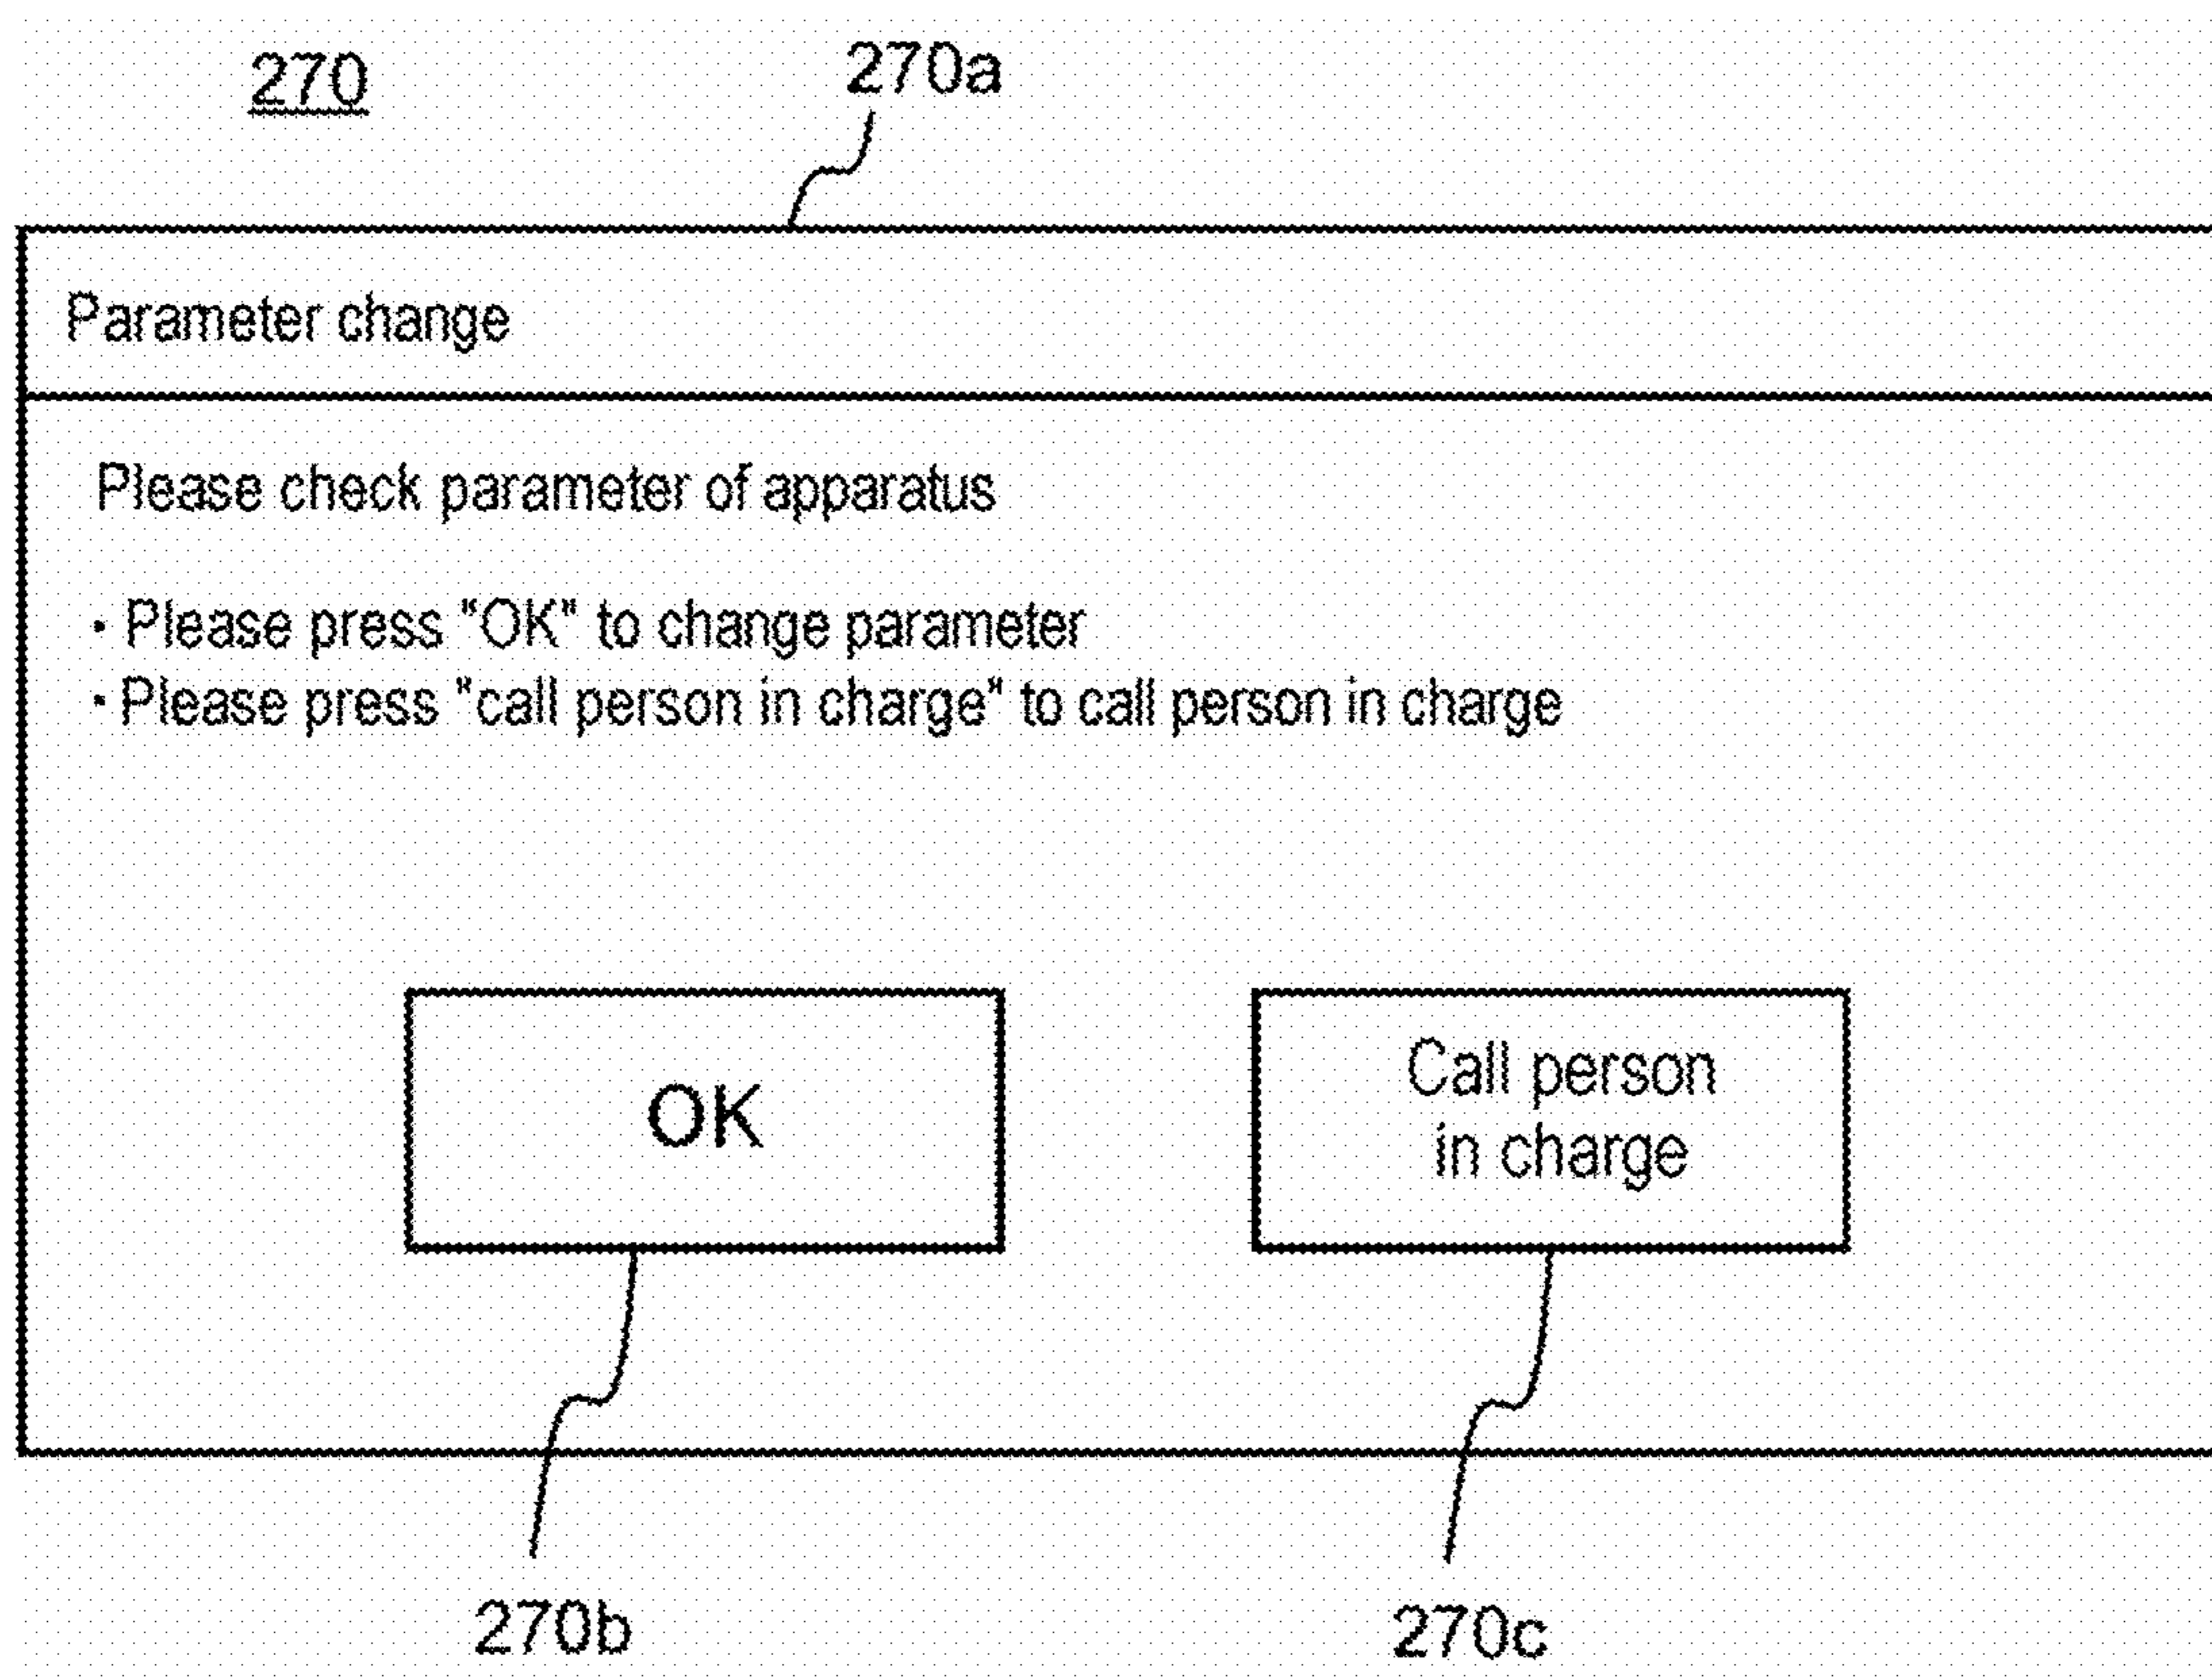 270
270a
Parameter change
Please check parameter of apparatus
· Please press "OK" to change parameter
· Please press "call person in charge" to call person in charge
OK
Call person
in charge
270b
270c